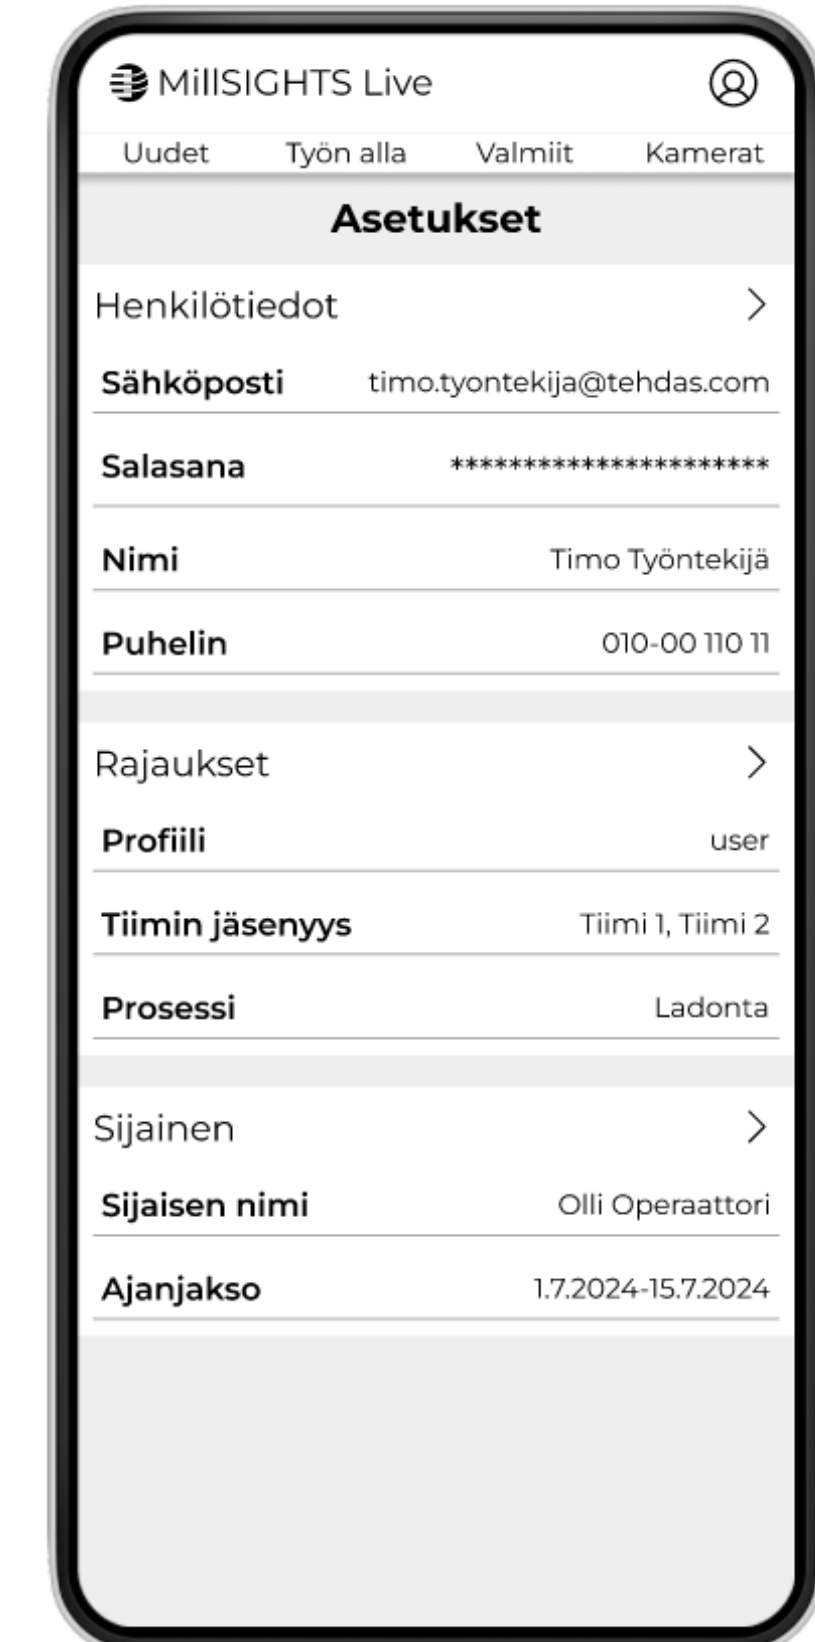 MillSIGHTS Live
Uudet Työn alla Valmiit Kamerat
Asetukset
Henkilötiedot
Sähköposti timo.tyontekija@tehdas.com
Salasana **********************
Nimi Timo Työntekijä
Puhelin 010-00 110 11
Rajaukset
Profiili user
Tiimin jäsenyys Tiimi 1, Tiimi 2
Prosessi Ladonta
Sijainen
Sijaisen nimi Olli Operaattori
Ajanjakso 1.7.2024-15.7.2024